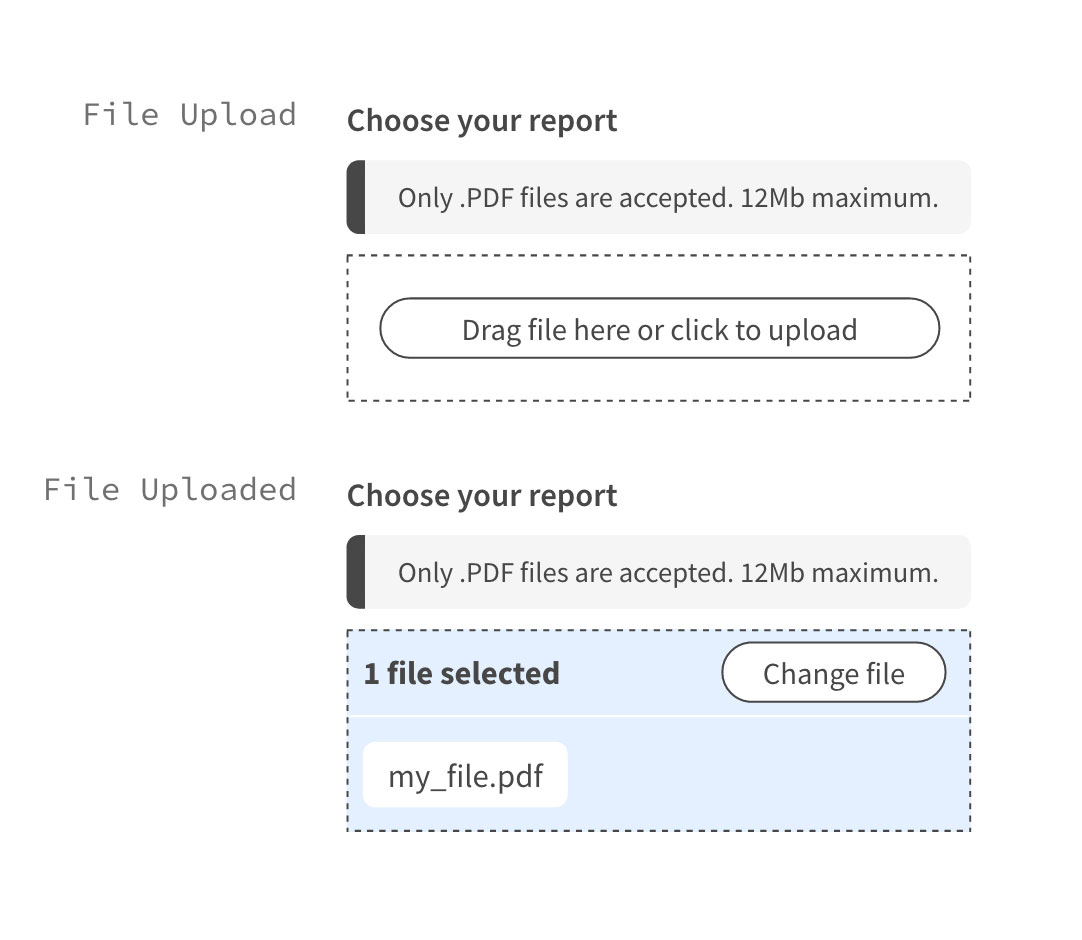 File Upload
Choose your report
Only .PDF files are accepted. 12Mb maximum.
Drag file here or click to upload
File Uploaded
Choose your report
Only .PDF files are accepted. 12Mb maximum.
1 file selected
Change file
my_file.pdf